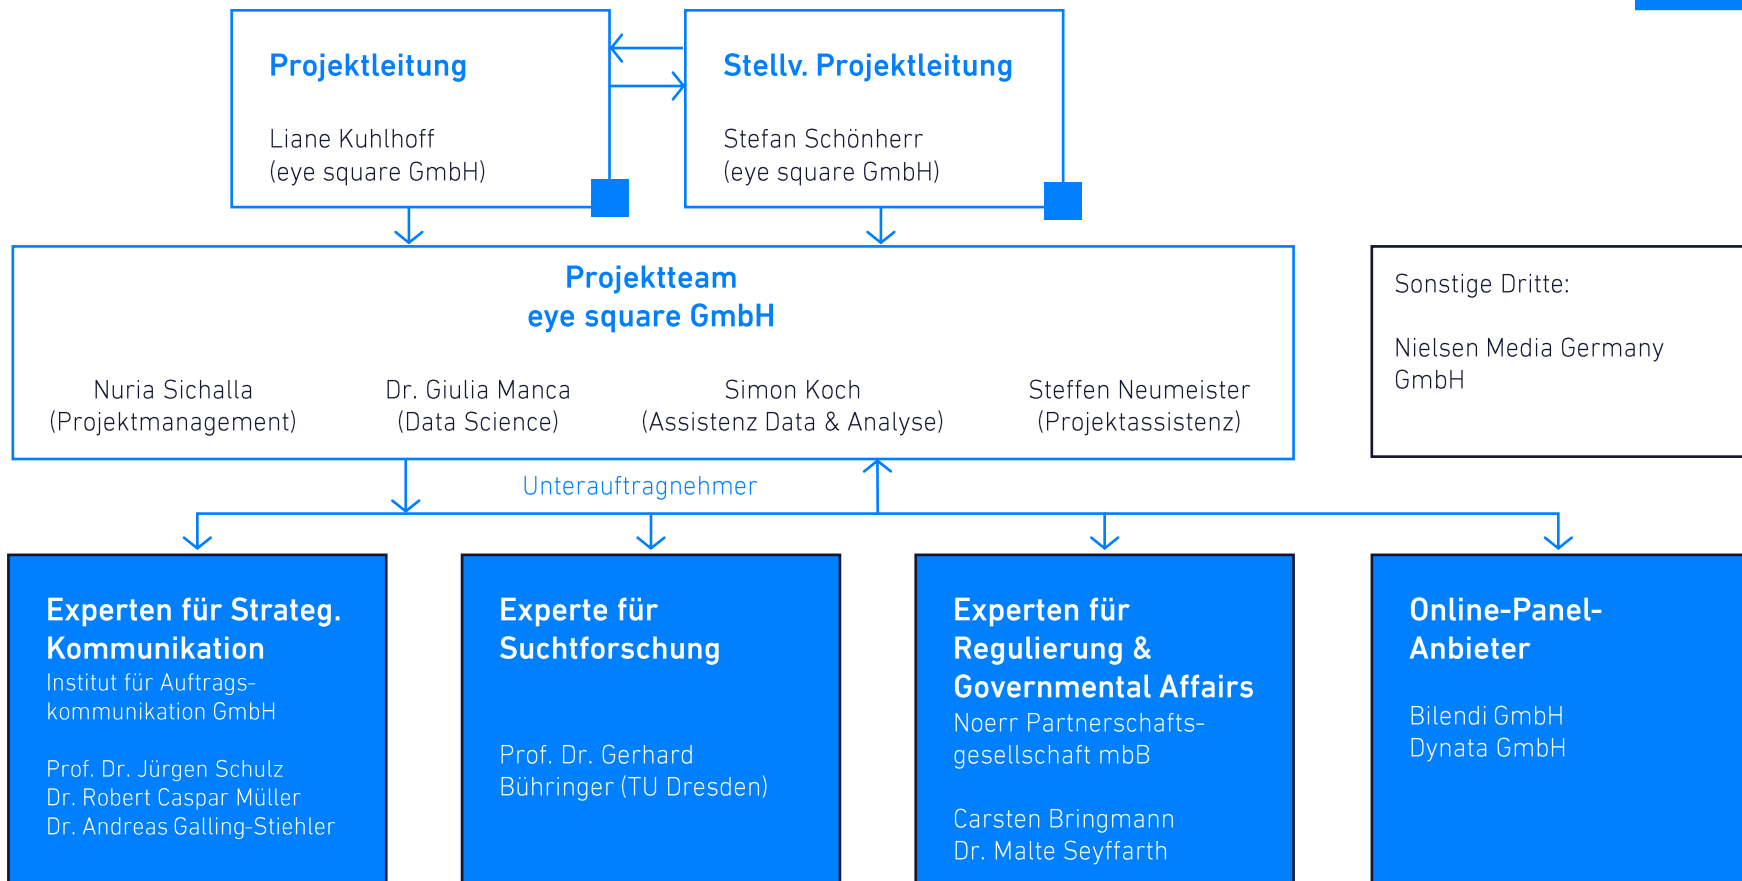 Projektleitung
Liane Kuhlhoff
(eye square GmbH)
Stellv. Projektleitung
Stefan Schönherr
(eye square GmbH)
Projektteam
eye square GmbH
Nuria Sichalla
(Projektmanagement)
Dr. Giulia Manca
(Data Science)
Simon Koch
(Assistenz Data & Analyse)
Steffen Neumeister
(Projektassistenz)
Sonstige Dritte:
Nielsen Media Germany
GmbH
Unterauftragnehmer
Experten für Strateg.
Kommunikation
Institut für Auftrags-
kommunikation GmbH
Prof. Dr. Jürgen Schulz
Dr. Robert Caspar Müller
Dr. Andreas Galling-Stiehler
Experte für
Suchtforschung
Prof. Dr. Gerhard
Bühringer (TU Dresden)
Experten für
Regulierung &
Governmental Affairs
Noerr Partnerschafts-
gesellschaft mbB
Carsten Bringmann
Dr. Malte Seyffarth
Online-Panel-
Anbieter
Bilendi GmbH
Dynata GmbH